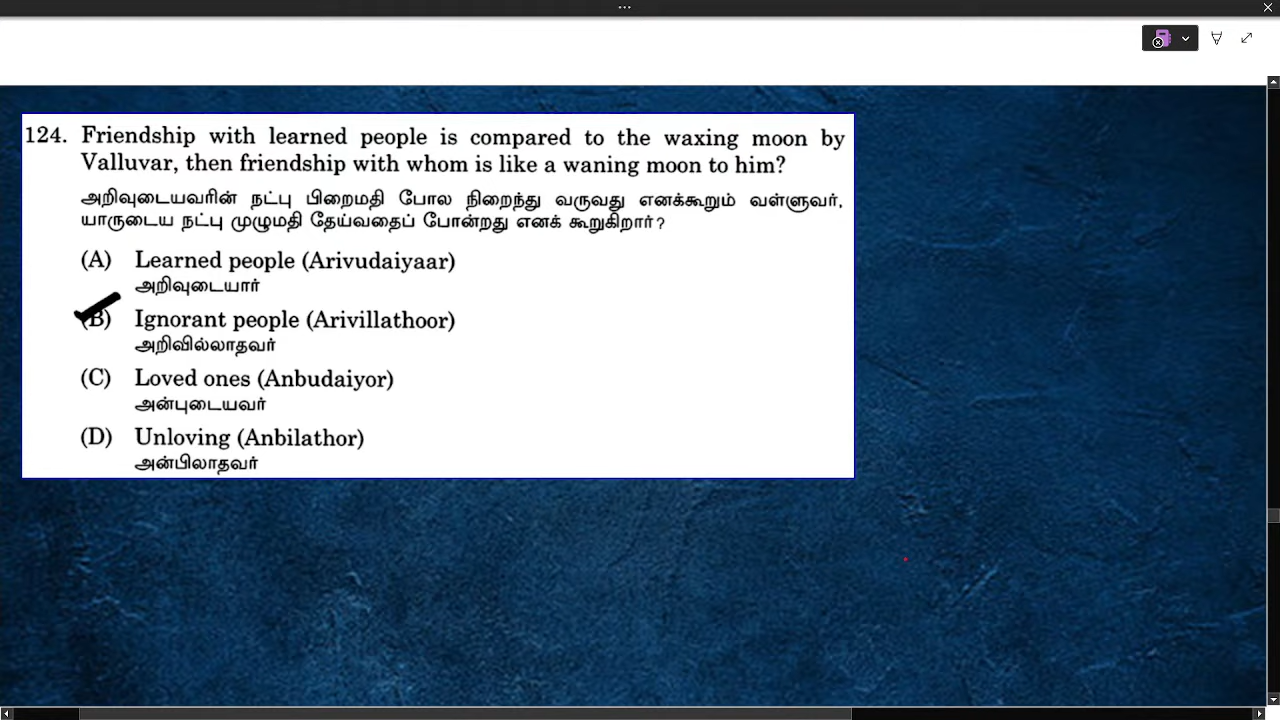 124. Friendship with learned people is compared to the waxing moon by
Valluvar, then friendship with whom is like a waning moon to him?
அறிவுடையவரின் நட்பு பிறைமதி போல நிறைந்து வருவது எனக்கூறும் வள்ளுவர்,
யாருடைய நட்பு முழுமதி தேய்வதைப் போன்றது எனக் கூறுகிறார்?
(A) Learned people (Arivudaiyaar)
அறிவுடையார்
(B) Ignorant people (Arivillathoor)
அறிவில்லாதவர்
(C) Loved ones (Anbudaiyor)
அன்புடையவர்
(D) Unloving (Anbilathor)
அன்பிலாதவர்